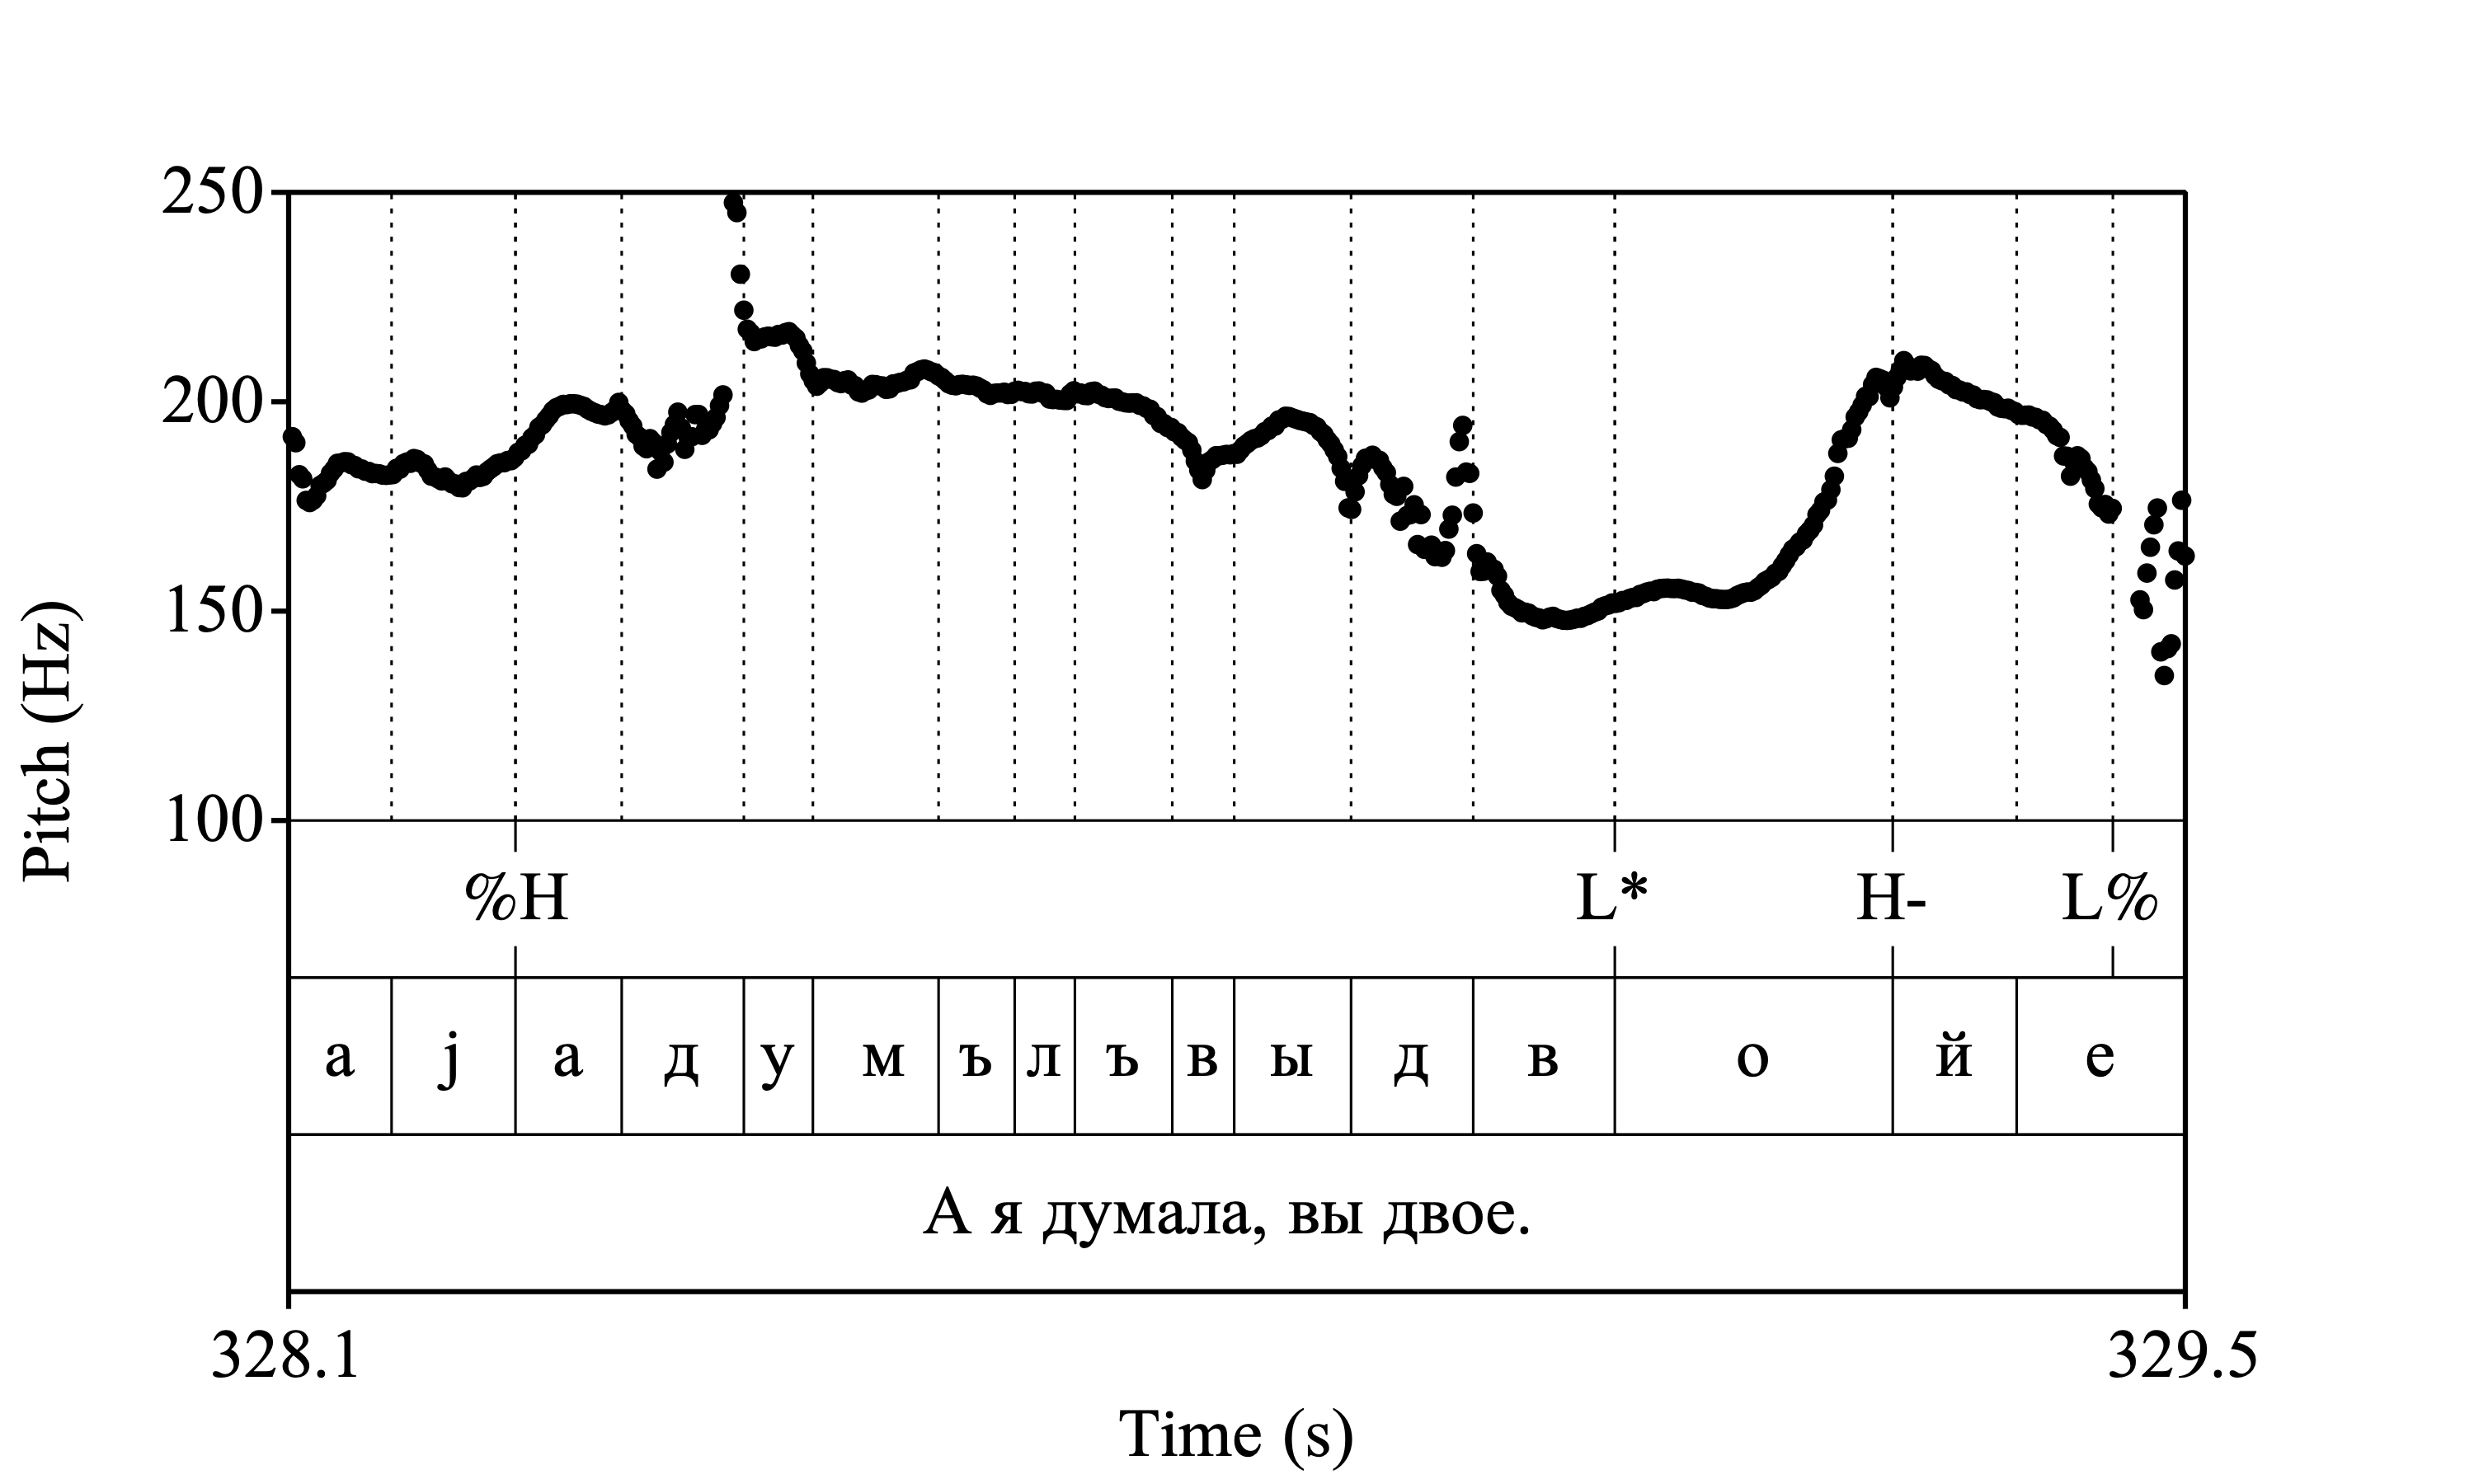 250
200
150
100
Pitch (Hz)
%H L* H- L%
а j а д у м ъ л ъ в ы д в о й е
А я думала, вы двое.
328.1 329.5
Time (s)